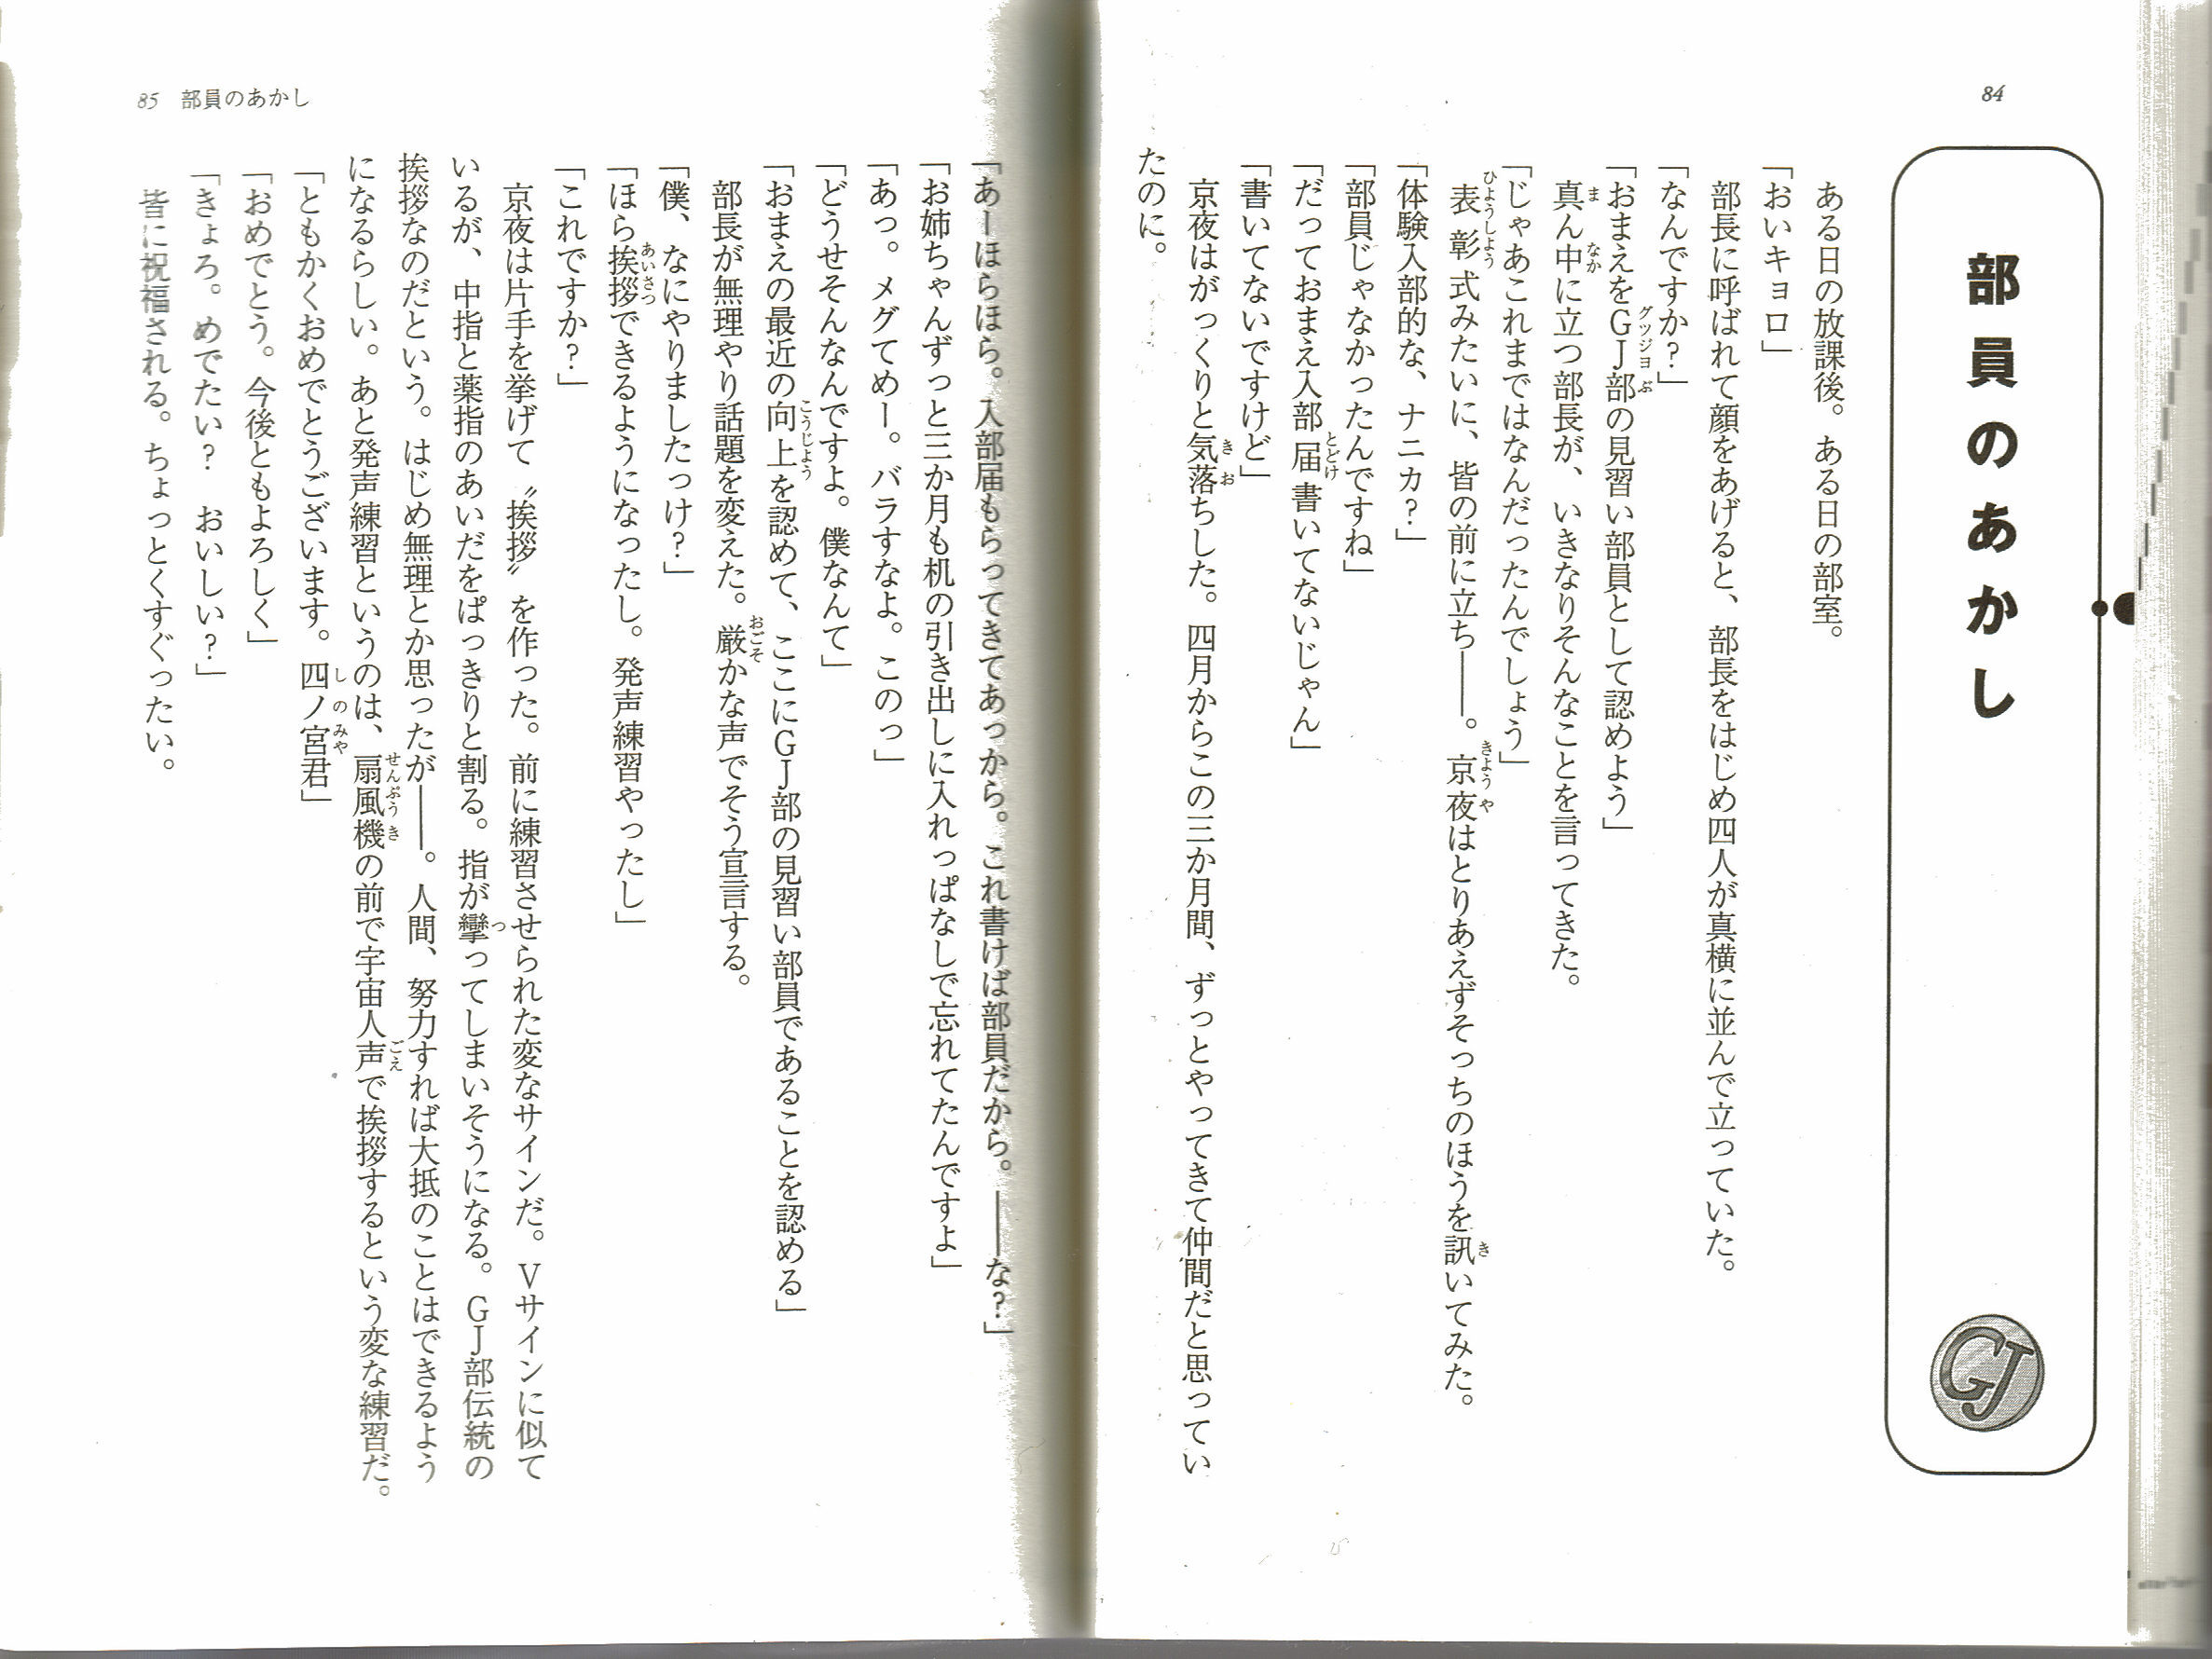 84
部員のあかし
GJ
ある日の放課後。ある日の部室。
「おいキョロ」
部長に呼ばれて顔をあげると、部長をはじめ四人が真横に並んで立っていた。
「なんですか?」
「おまえをGJ部の見習い部員として認めよう」
真ん中に立つ部長が、いきなりそんなことを言ってきた。
「じゃあこれまではなんだったんでしょう」
表彰式みたいに、皆の前に立ち――。京夜はとりあえずそっちのほうを訊いてみた。
「体験入部的な、ナニカ?」
「部員じゃなかったんですね」
「だっておまえ入部届書いてないじゃん」
「書いてないですけど」
京夜はがっくりと気落ちした。四月からこの三か月間、ずっとやってきて仲間だと思ってい
たのに。
85 部員のあかし
「あーほらほら。入部届もらってきてあっから。これ書けば部員だから。――な?」
「お姉ちゃんずっと三か月も机の引き出しに入れっぱなしで忘れてたんですよ」
「あっ。メグてめー。バラすなよ。このっ」
「どうせそんなんですよ。僕なんて」
「おまえの最近の向上を認めて、ここにGJ部の見習い部員であることを認める」
部長が無理やり話題を変えた。厳かな声でそう宣言する。
「僕、なにやりましたっけ?」
「ほら挨拶できるようになったし。発声練習やったし」
「これですか?」
京夜は片手を挙げて〝挨拶〟を作った。前に練習させられた変なサインだ。Vサインに似て
いるが、中指と薬指のあいだをぱっきりと割る。指が攣ってしまいそうになる。GJ部伝統の
挨拶なのだという。はじめ無理とか思ったが――。人間、努力すれば大抵のことはできるよう
になるらしい。あと発声練習というのは、扇風機の前で宇宙人声で挨拶するという変な練習だ。
「ともかくおめでとうございます。四ノ宮君」
「おめでとう。今後ともよろしく」
「きょろ。めでたい? おいしい?」
皆に祝福される。ちょっとくすぐったい。